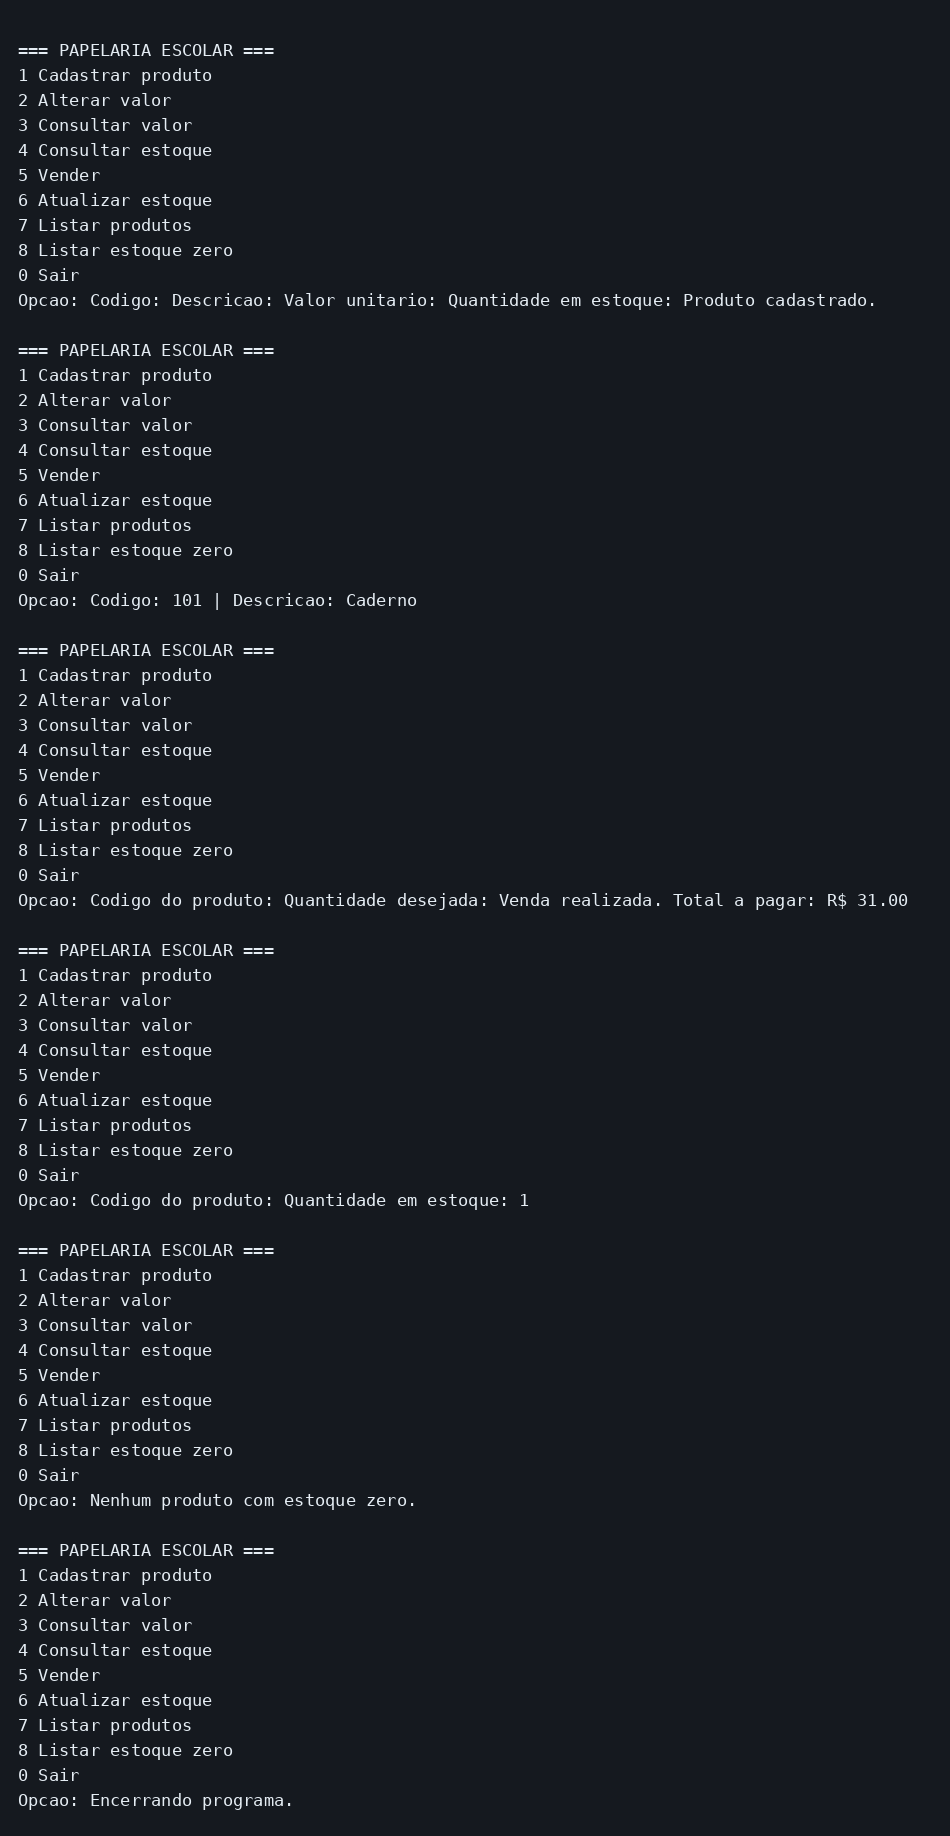 === PAPELARIA ESCOLAR ===
1 Cadastrar produto
2 Alterar valor
3 Consultar valor
4 Consultar estoque
5 Vender
6 Atualizar estoque
7 Listar produtos
8 Listar estoque zero
0 Sair
Opcao: Codigo: Descricao: Valor unitario: Quantidade em estoque: Produto cadastrado.

=== PAPELARIA ESCOLAR ===
1 Cadastrar produto
2 Alterar valor
3 Consultar valor
4 Consultar estoque
5 Vender
6 Atualizar estoque
7 Listar produtos
8 Listar estoque zero
0 Sair
Opcao: Codigo: 101 | Descricao: Caderno

=== PAPELARIA ESCOLAR ===
1 Cadastrar produto
2 Alterar valor
3 Consultar valor
4 Consultar estoque
5 Vender
6 Atualizar estoque
7 Listar produtos
8 Listar estoque zero
0 Sair
Opcao: Codigo do produto: Quantidade desejada: Venda realizada. Total a pagar: R$ 31.00

=== PAPELARIA ESCOLAR ===
1 Cadastrar produto
2 Alterar valor
3 Consultar valor
4 Consultar estoque
5 Vender
6 Atualizar estoque
7 Listar produtos
8 Listar estoque zero
0 Sair
Opcao: Codigo do produto: Quantidade em estoque: 1

=== PAPELARIA ESCOLAR ===
1 Cadastrar produto
2 Alterar valor
3 Consultar valor
4 Consultar estoque
5 Vender
6 Atualizar estoque
7 Listar produtos
8 Listar estoque zero
0 Sair
Opcao: Nenhum produto com estoque zero.

=== PAPELARIA ESCOLAR ===
1 Cadastrar produto
2 Alterar valor
3 Consultar valor
4 Consultar estoque
5 Vender
6 Atualizar estoque
7 Listar produtos
8 Listar estoque zero
0 Sair
Opcao: Encerrando programa.